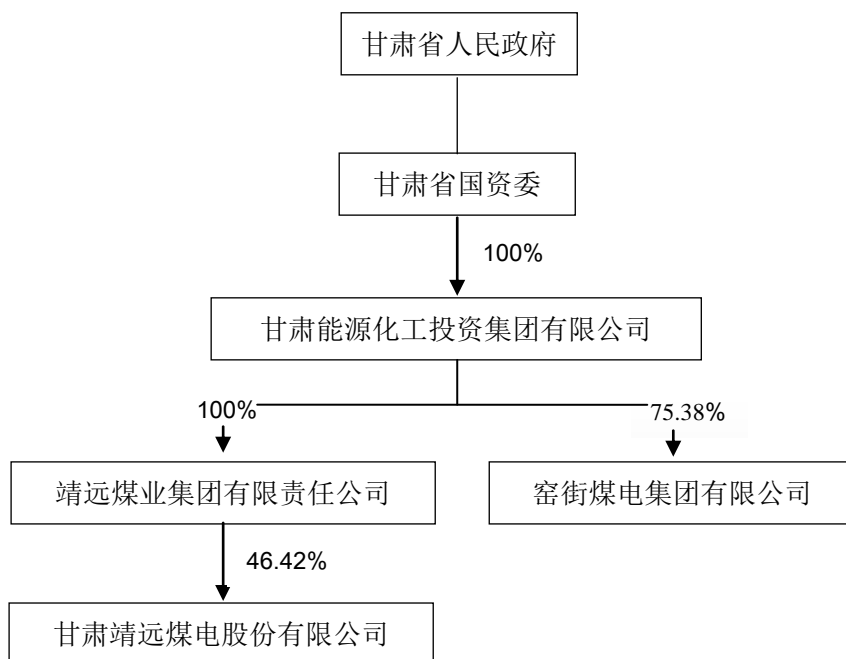 甘肃省人民政府
甘肃省国资委
100%
甘肃能源化工投资集团有限公司
100%
75.38%
靖远煤业集团有限责任公司
窑街煤电集团有限公司
46.42%
甘肃靖远煤电股份有限公司